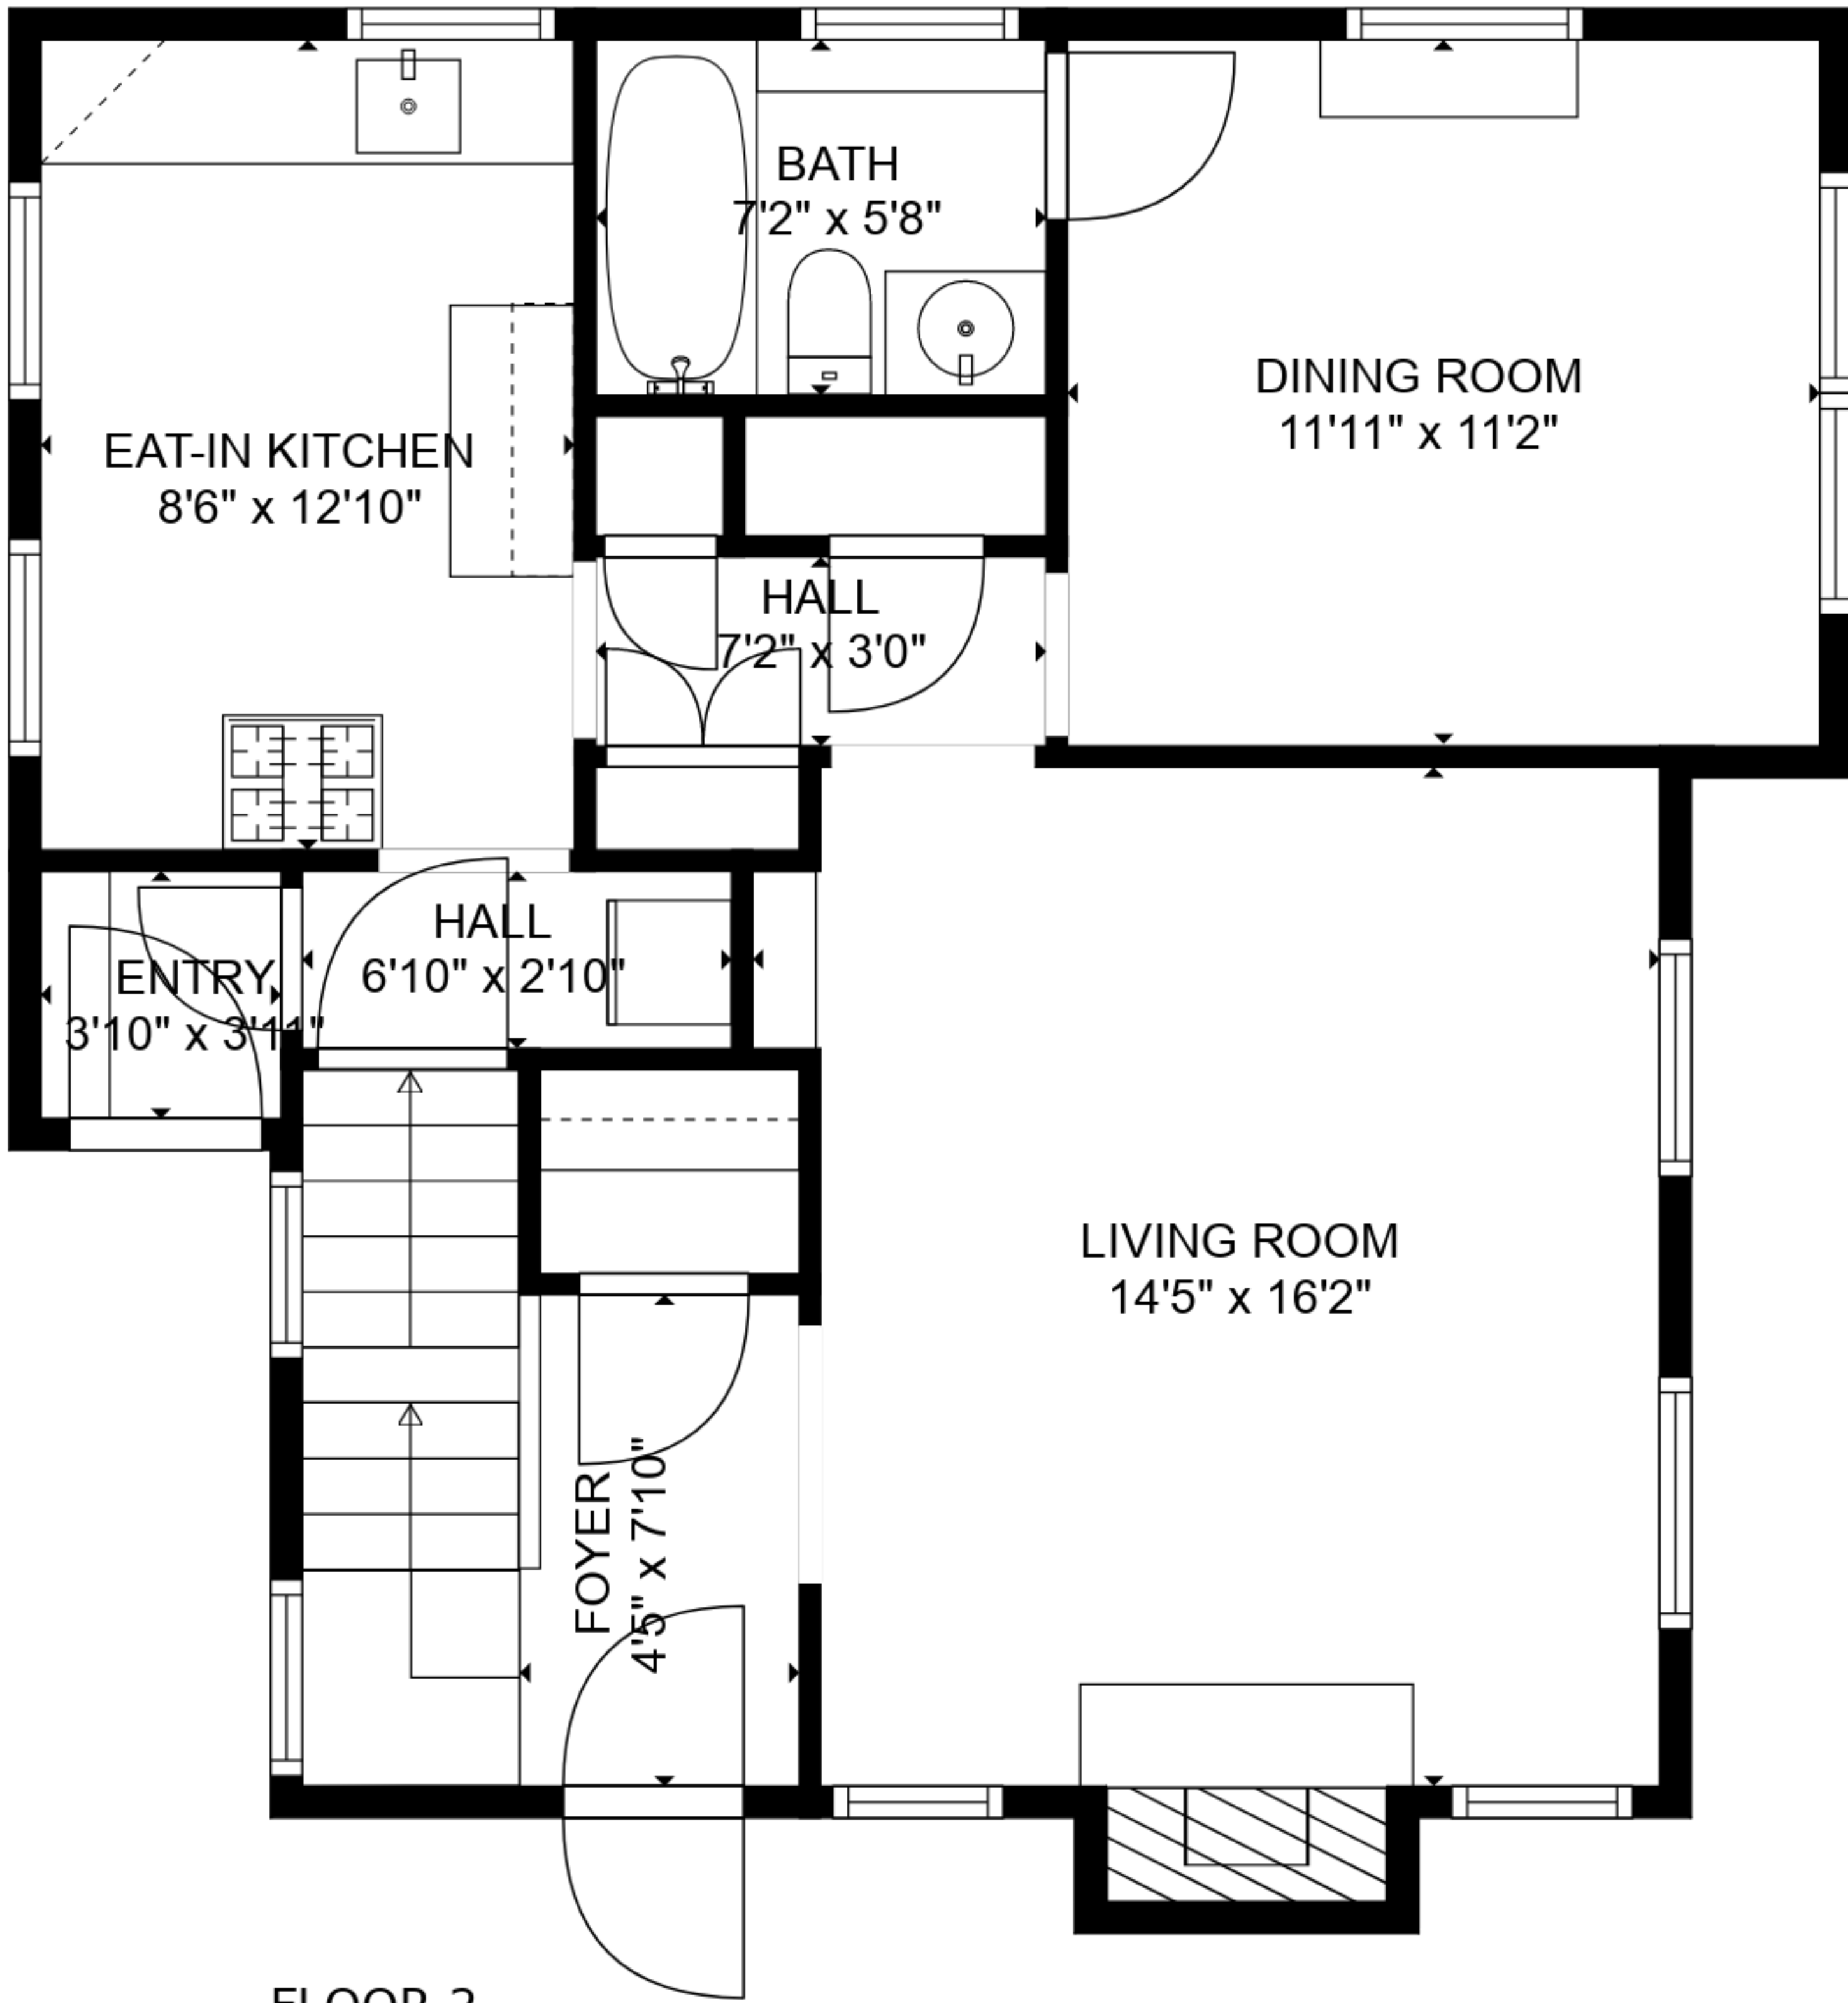 BATH
7'2" x 5'8"
DINING ROOM
11'11" x 11'2"
EAT-IN KITCHEN
8'6" x 12'10"
HALL
7'2" x 3'0"
HALL
6'10" x 2'10"
ENTRY
3'10" x 3'11"
LIVING ROOM
14'5" x 16'2"
FOYER
4'5" x 7'10"
FLOOR 2